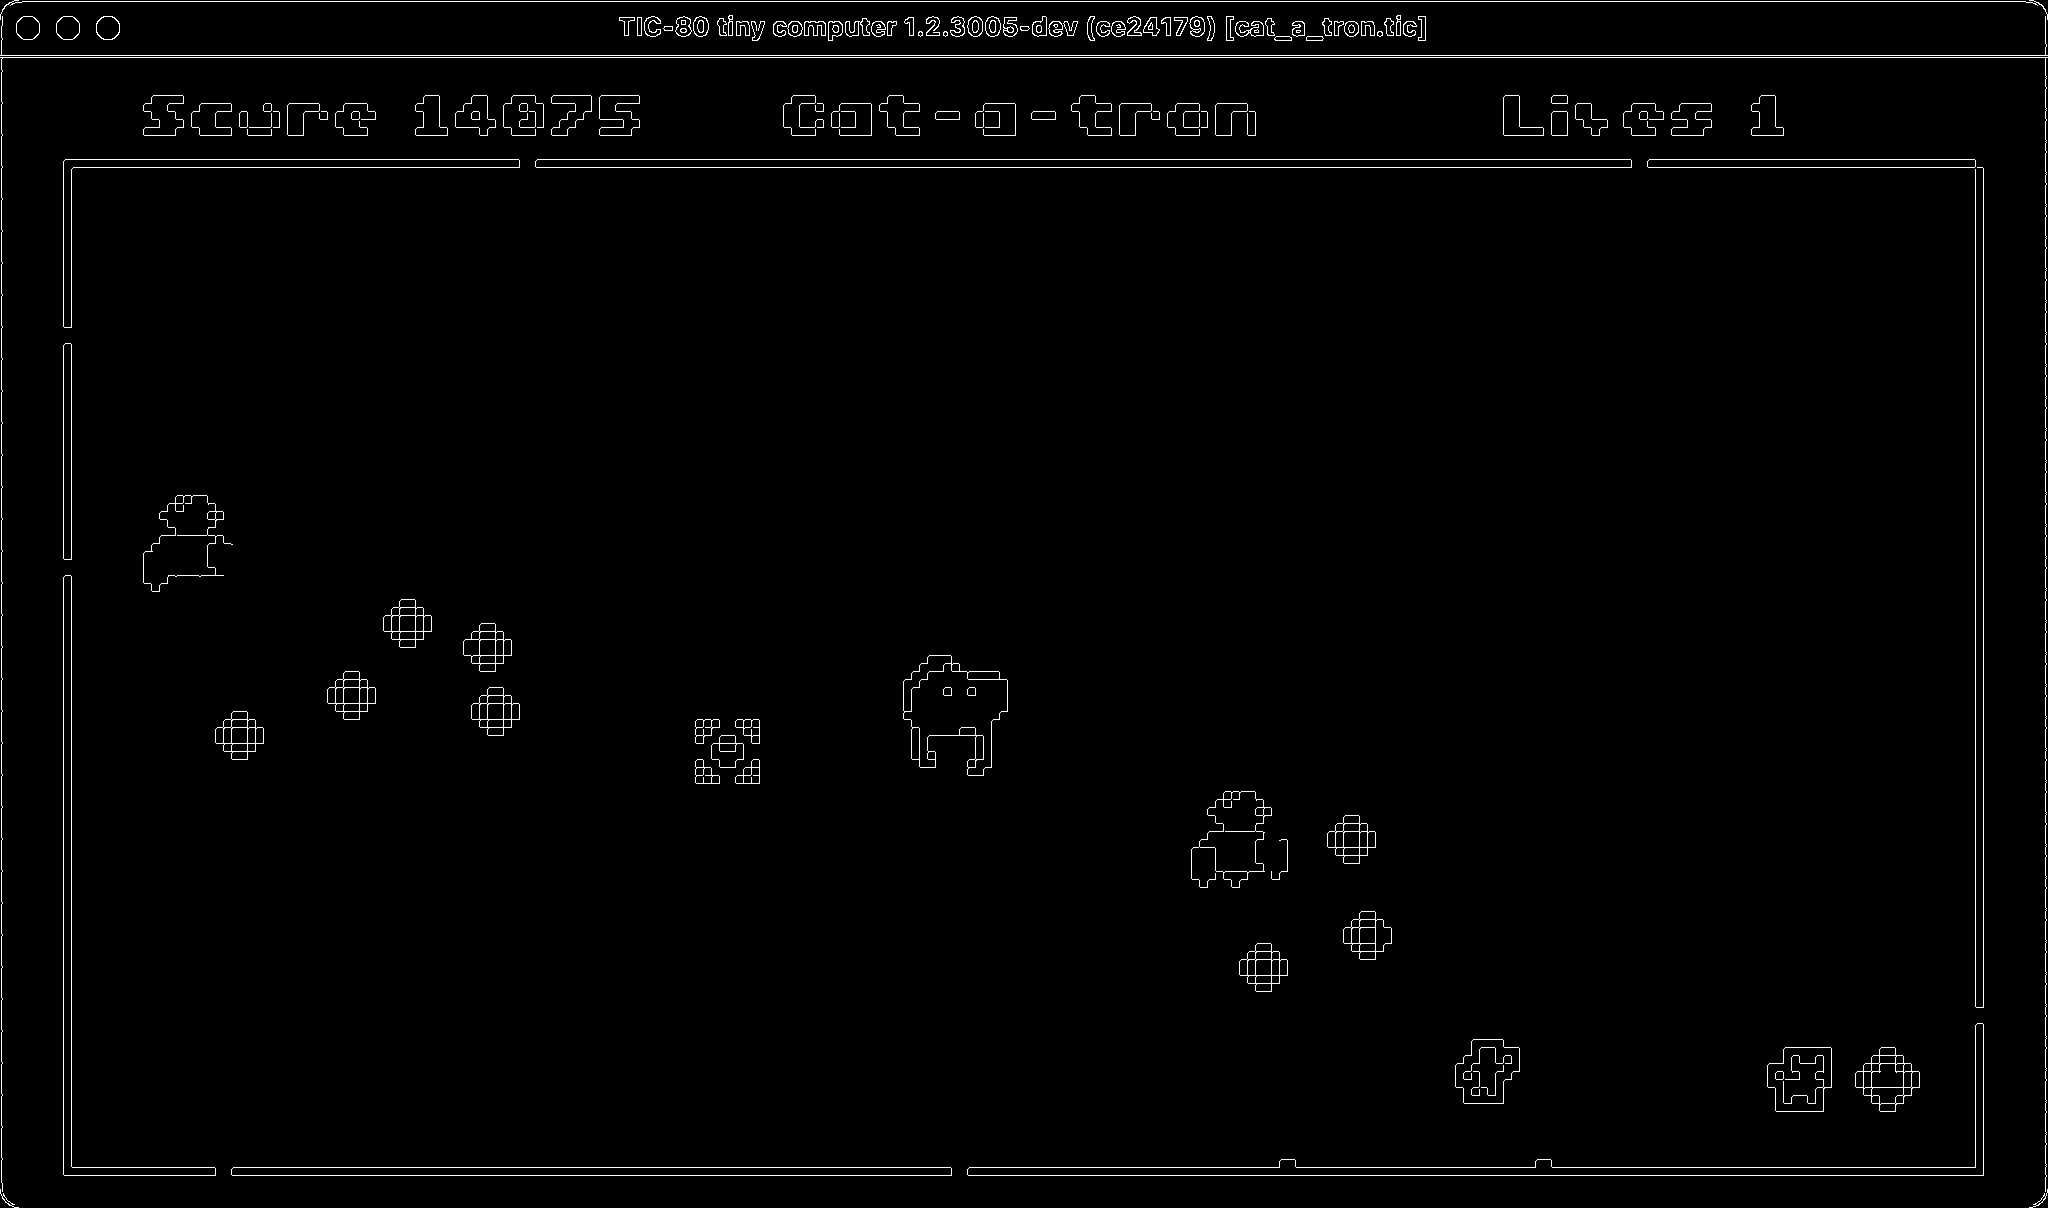 TIC-80 tiny computer 1.2.3005-dev (ce24179) [cat_a_tron.tic]
Score 14075 Cat-a-tron Lives 1